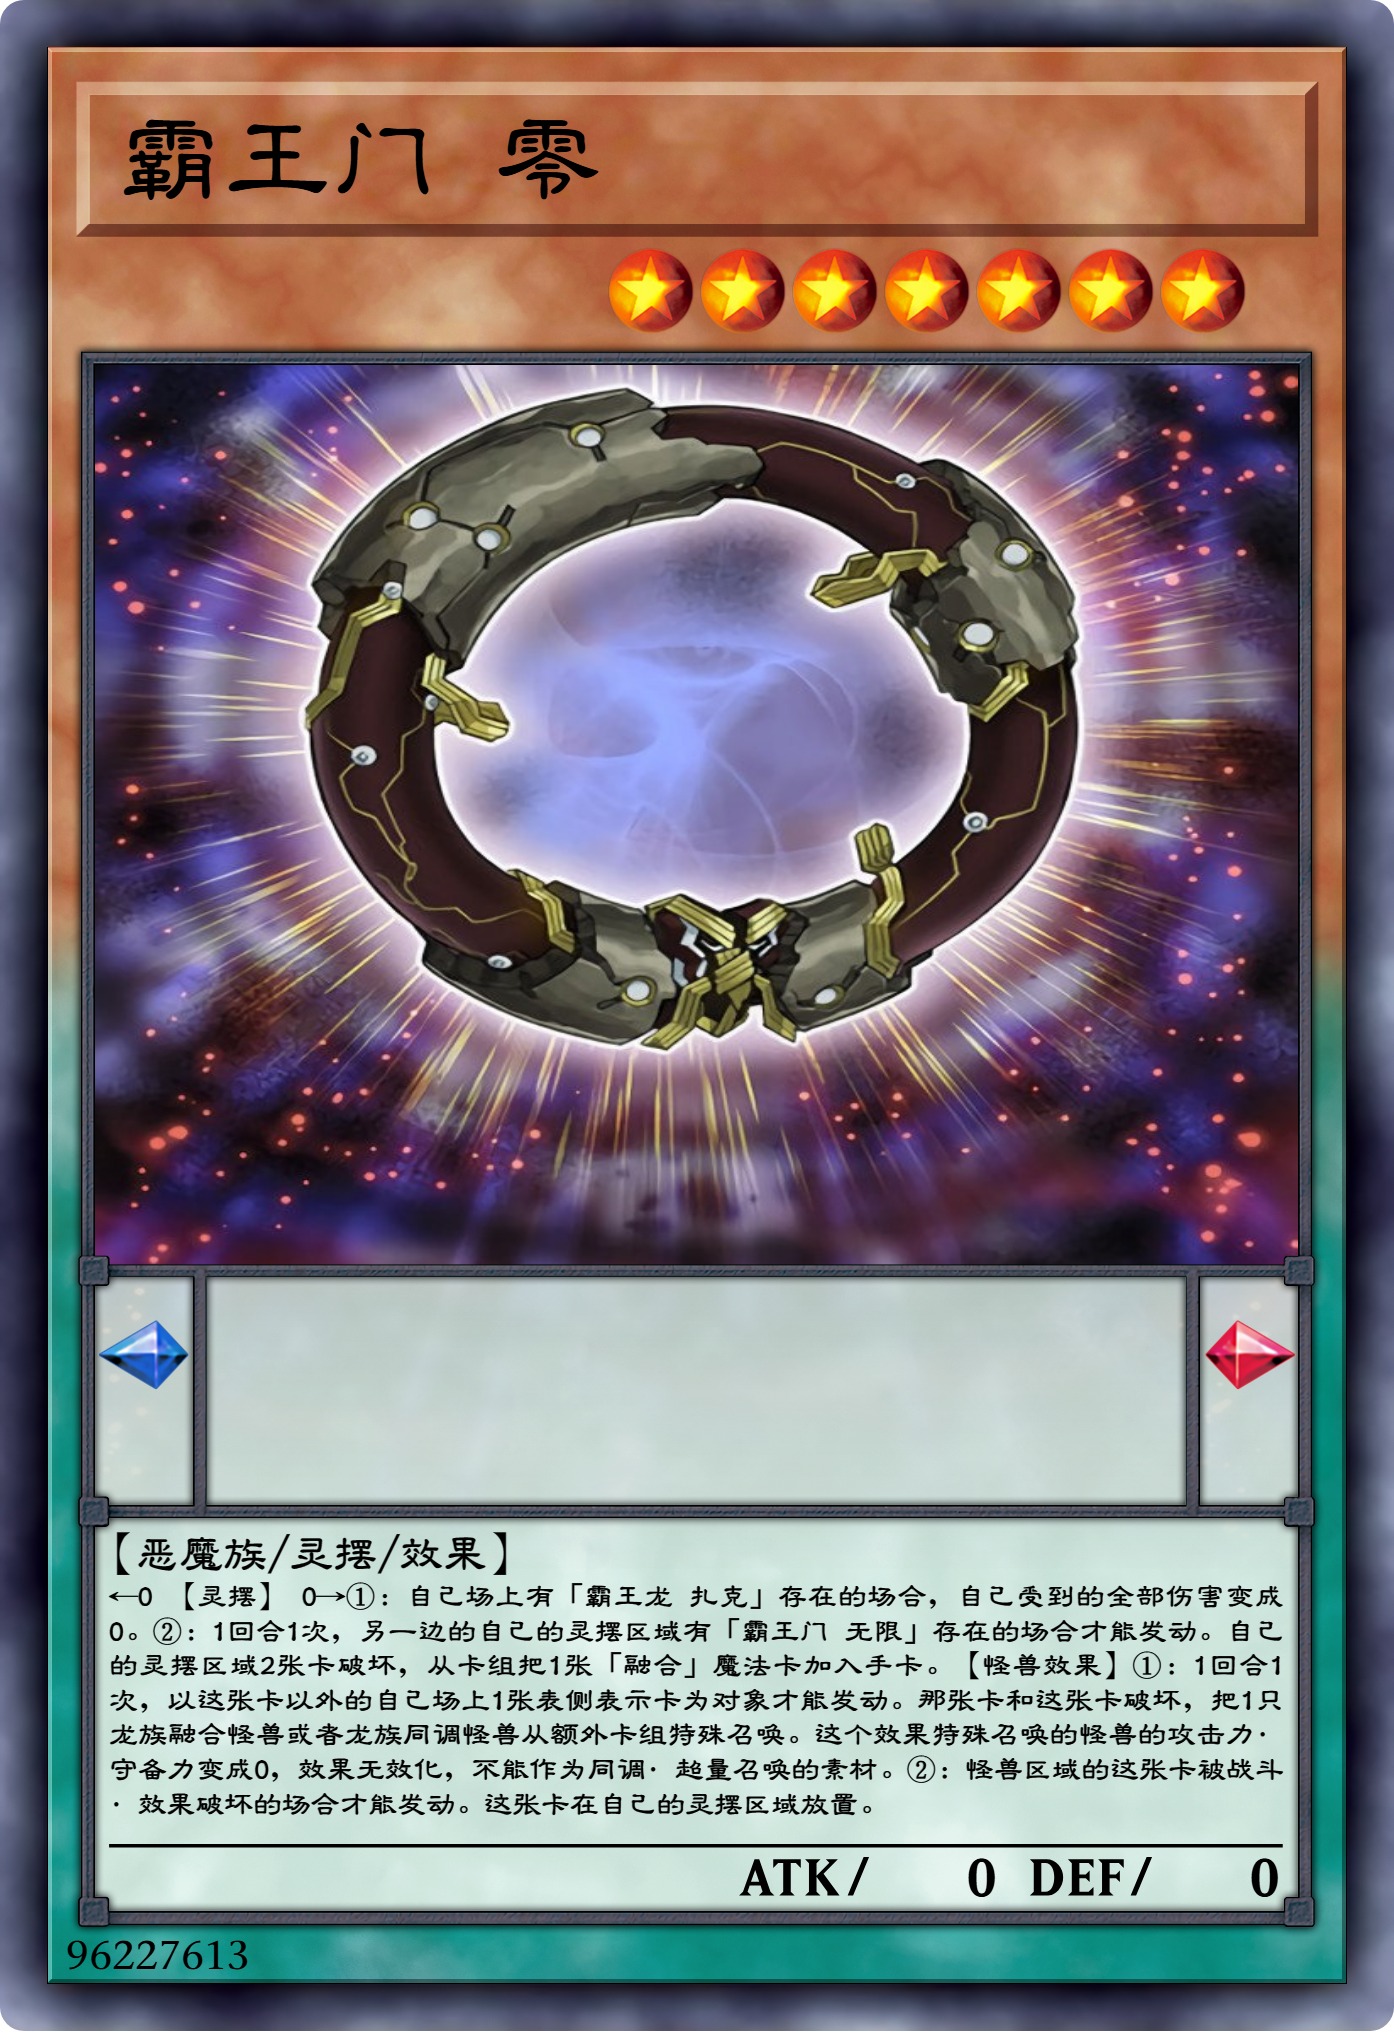 霸王门 零
【恶魔族/灵摆/效果】
←0 【灵摆】 0→①：自己场上有「霸王龙 扎克」存在的场合，自己受到的全部伤害变成
0。②：1回合1次，另一边的自己的灵摆区域有「霸王门 无限」存在的场合才能发动。自己
的灵摆区域2张卡破坏，从卡组把1张「融合」魔法卡加入手卡。【怪兽效果】①：1回合1
次，以这张卡以外的自己场上1张表侧表示卡为对象才能发动。那张卡和这张卡破坏，把1只
龙族融合怪兽或者龙族同调怪兽从额外卡组特殊召唤。这个效果特殊召唤的怪兽的攻击力·
守备力变成0，效果无效化，不能作为同调·超量召唤的素材。②：怪兽区域的这张卡被战斗
·效果破坏的场合才能发动。这张卡在自己的灵摆区域放置。
ATK/ 0 DEF/ 0
96227613